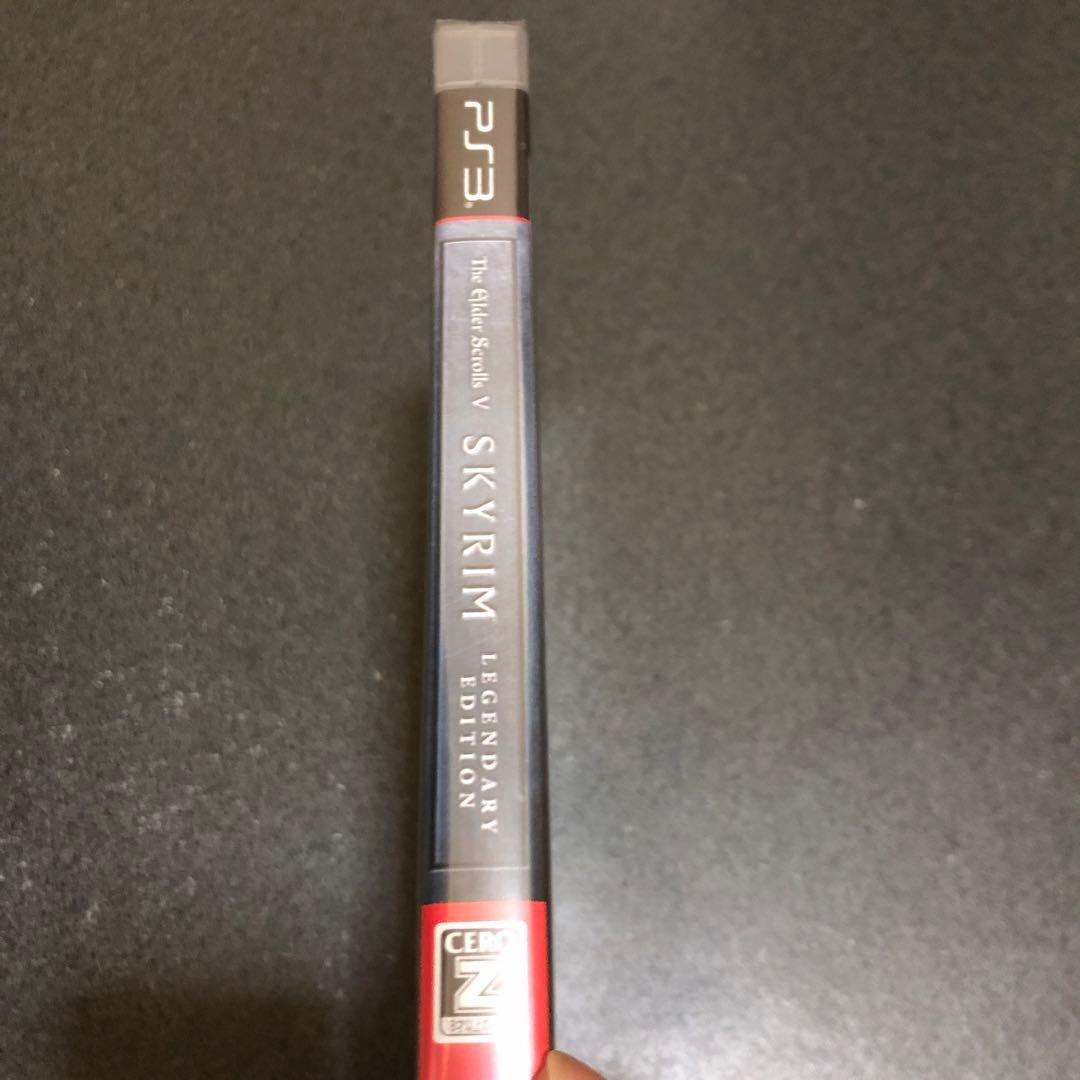 PS3
The Elder Scrolls V
SKYRIM
LEGENDARY
EDITION
CERO
Z